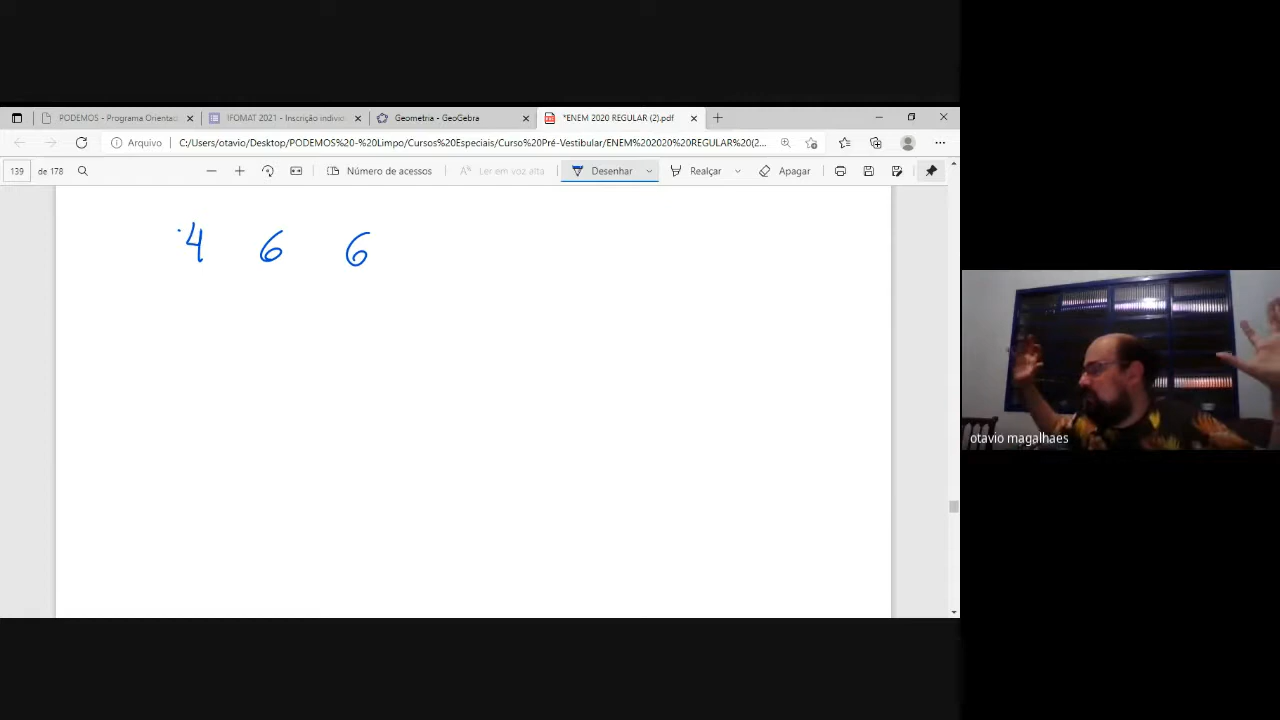 PODEMOS - Programa Orientad
IFOMAT 2021 - Inscrição individ
Geometria - GeoGebra
*ENEM 2020 REGULAR (2).pdf
Arquivo C:/Users/otavio/Desktop/PODEMOS%20-%20Limpo/Cursos%20Especiais/Curso%20Pré-Vestibular/ENEM%202020%20REGULAR%20(2...
139 de 178 Número de acessos Ler em voz alta Desenhar Realçar Apagar
4 6 6
otavio magalhaes